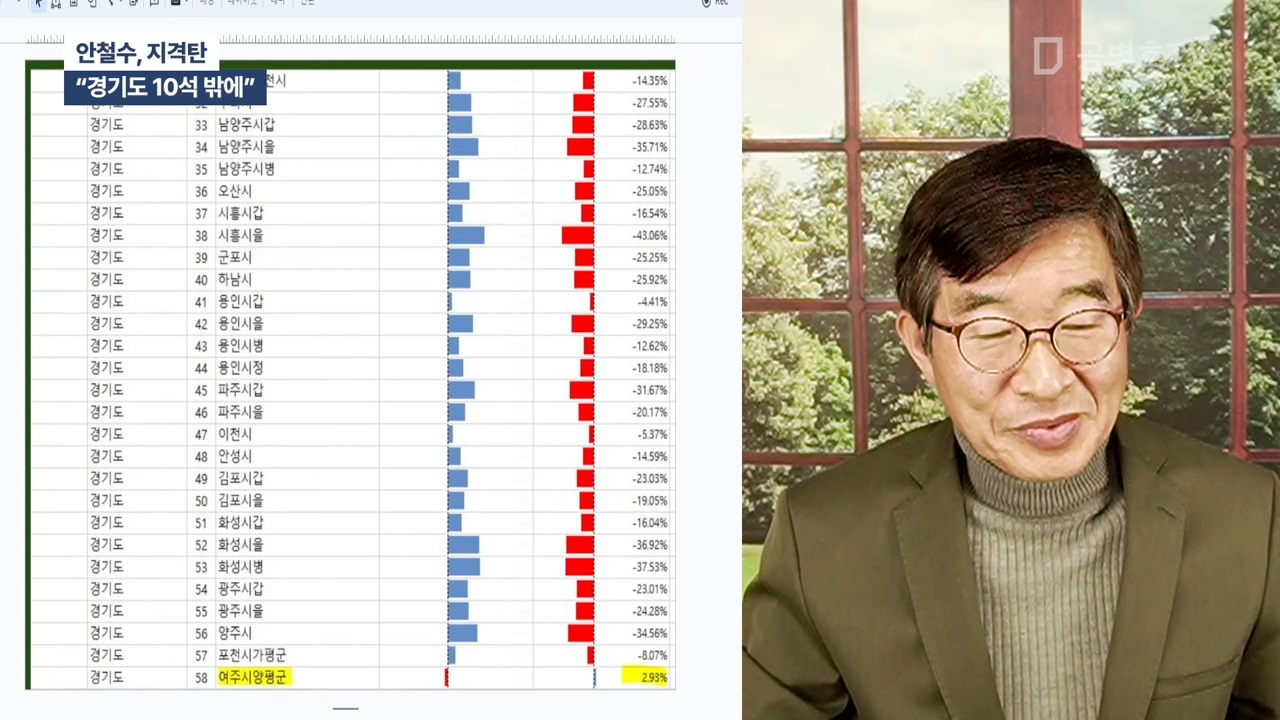 안철수, 지격탄
“경기도 10석 밖에”
Rec
천시 -14.35%
-27.55%
경기도 33 남양주시갑 -28.63%
경기도 34 남양주시을 -35.71%
경기도 35 남양주시병 -12.74%
경기도 36 오산시 -25.05%
경기도 37 시흥시갑 -16.54%
경기도 38 시흥시을 -43.06%
경기도 39 군포시 -25.25%
경기도 40 하남시 -25.92%
경기도 41 용인시갑 -4.41%
경기도 42 용인시을 -29.25%
경기도 43 용인시병 -12.62%
경기도 44 용인시정 -18.18%
경기도 45 파주시갑 -31.67%
경기도 46 파주시을 -20.17%
경기도 47 이천시 -5.37%
경기도 48 안성시 -14.59%
경기도 49 김포시갑 -23.03%
경기도 50 김포시을 -19.05%
경기도 51 화성시갑 -16.04%
경기도 52 화성시을 -36.92%
경기도 53 화성시병 -37.53%
경기도 54 광주시갑 -23.01%
경기도 55 광주시을 -24.28%
경기도 56 양주시 -34.56%
경기도 57 포천시가평군 -8.07%
경기도 58 여주시양평군 2.93%